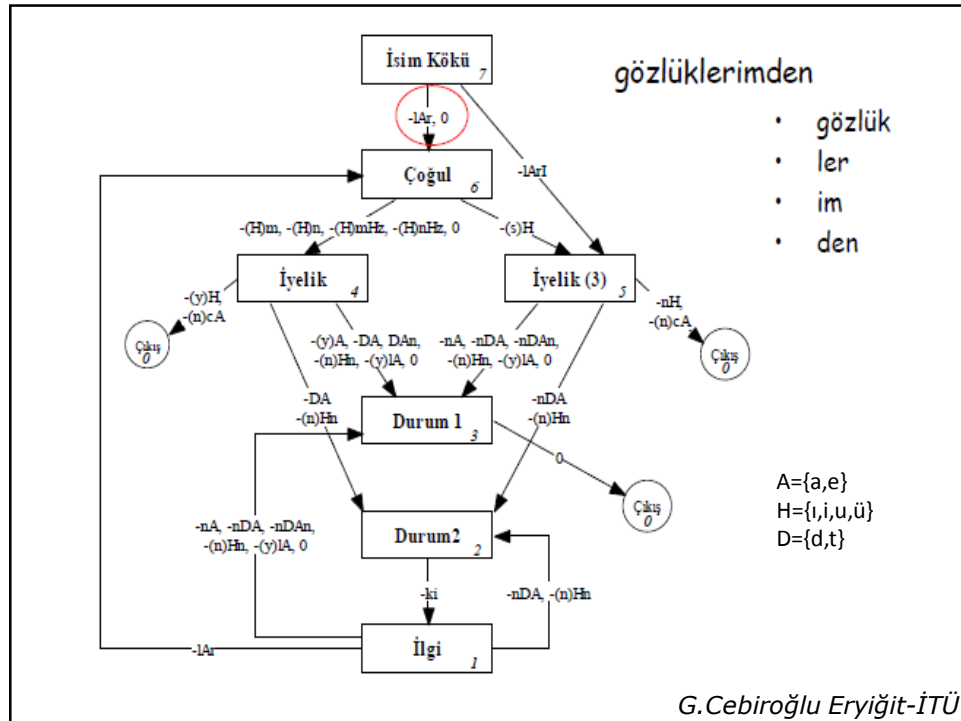 İsim Kökü
7
-lAr, 0
-lArI
Çoğul
6
-(H)m, -(H)n, -(H)mHz, -(H)nHz, 0
-(s)H
İyelik
4
İyelik (3)
5
-(y)H,
-(n)cA
Çıkış
0
-nH,
-(n)cA
Çıkış
0
-(y)A, -DA, DAn,
-(n)Hn, -(y)lA, 0
-nA, -nDA, -nDAn,
-(n)Hn, -(y)lA, 0
-DA
-(n)Hn
-nDA
-(n)Hn
Durum 1
3
0
Çıkış
0
-nA, -nDA, -nDAn,
-(n)Hn, -(y)lA, 0
Durum2
2
-ki
-nDA, -(n)Hn
-lAr
İlgi
1
gözlüklerimden
• gözlük
• ler
• im
• den
A={a,e}
H={ı,i,u,ü}
D={d,t}
G.Cebiroğlu Eryiğit-İTÜ